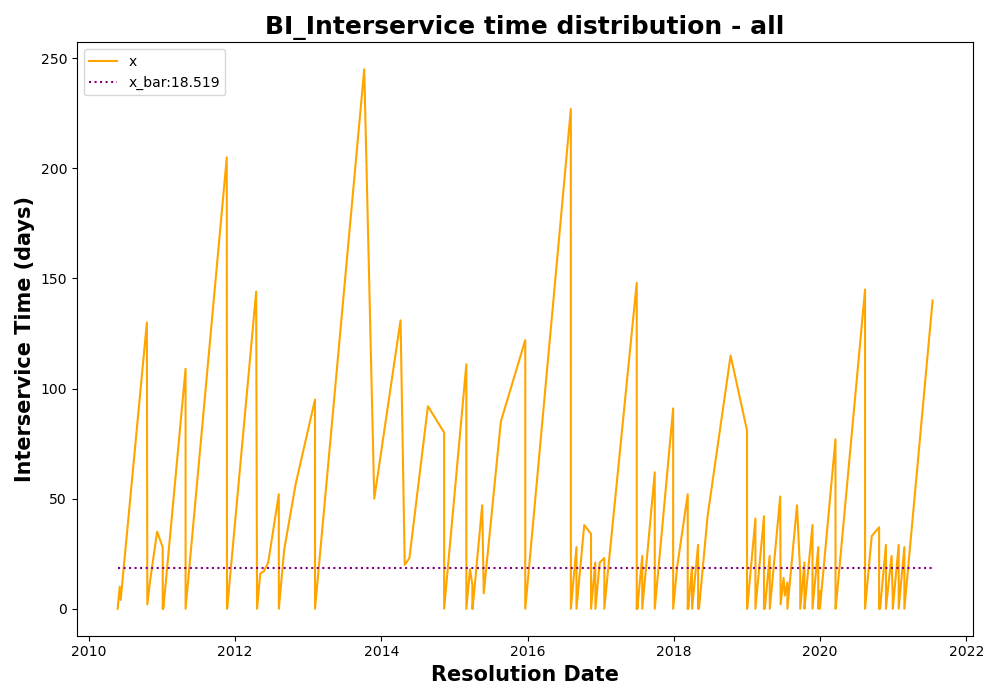 BI_Interservice time distribution - all
x
x_bar:18.519
Interservice Time (days)
250
200
150
100
50
0
2010
2012
2014
2016
2018
2020
2022
Resolution Date